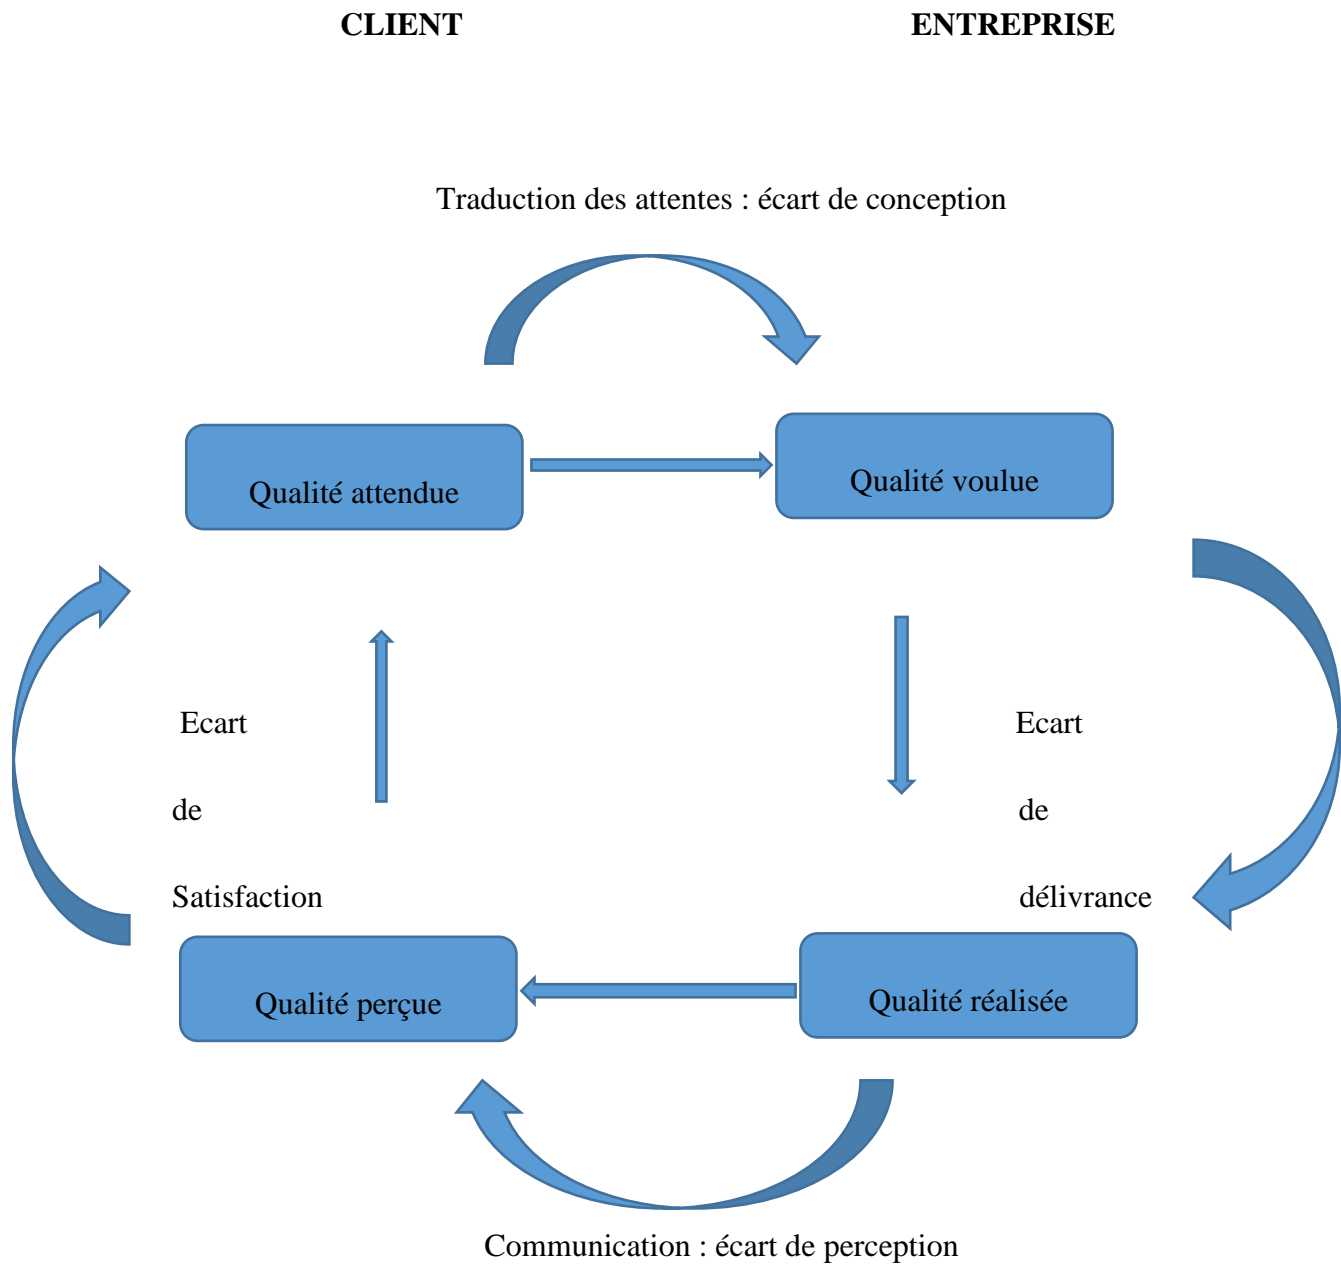 CLIENT
ENTREPRISE
Traduction des attentes : écart de conception
Qualité attendue
Qualité voulue
Ecart
de
Satisfaction
Ecart
de
délivrance
Qualité perçue
Qualité réalisée
Communication : écart de perception